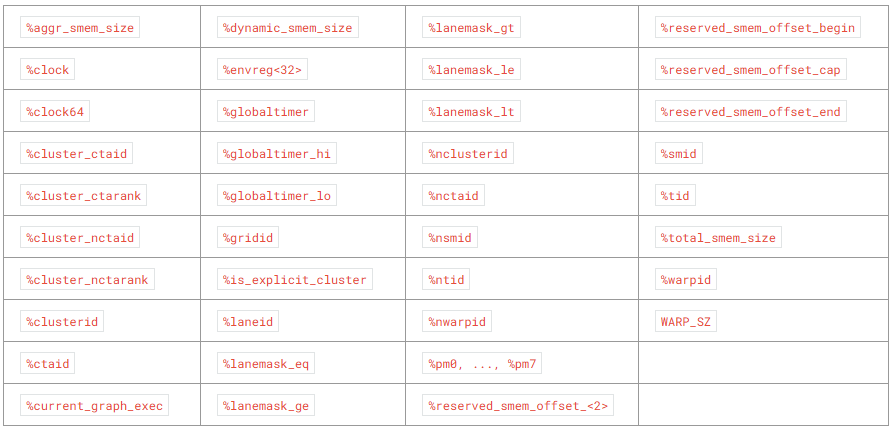 %aggr_smem_size %dynamic_smem_size %lanemask_gt %reserved_smem_offset_begin
%clock %envreg<32> %lanemask_le %reserved_smem_offset_cap
%clock64 %globaltimer %lanemask_lt %reserved_smem_offset_end
%cluster_ctaid %globaltimer_hi %nclusterid %smid
%cluster_ctarank %globaltimer_lo %nctaid %tid
%cluster_nctaid %gridid %nsmid %total_smem_size
%cluster_nctarank %is_explicit_cluster %ntid %warpid
%clusterid %laneid %nwarpid WARP_SZ
%ctaid %lanemask_eq %pm0, ..., %pm7
%current_graph_exec %lanemask_ge %reserved_smem_offset_<2>